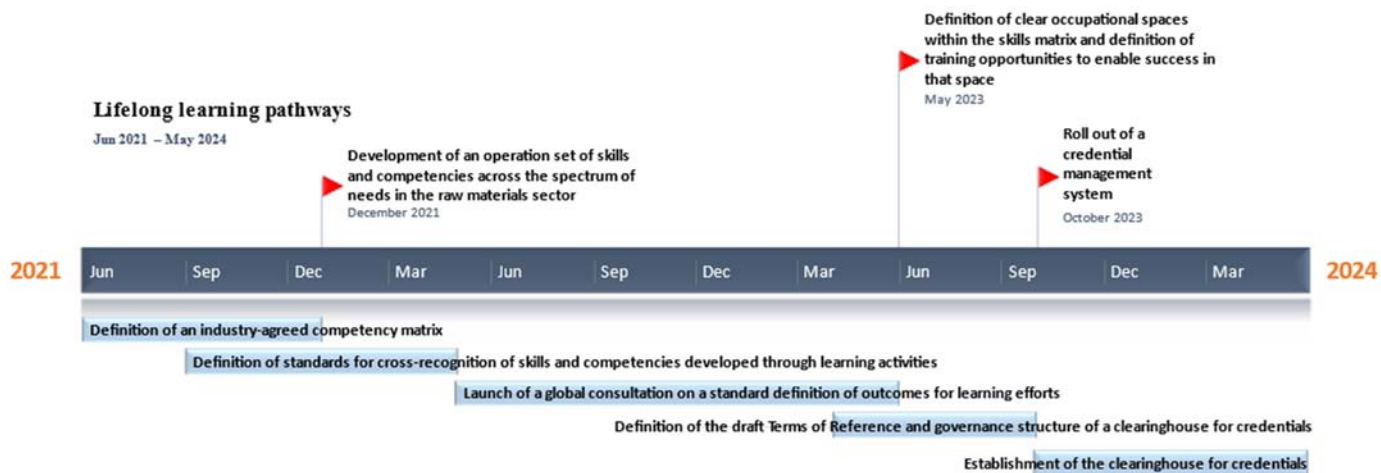 Definition of clear occupational spaces
within the skills matrix and definition of
training opportunities to enable success in
that space
May 2023
Lifelong learning pathways
Jun 2021 – May 2024
Roll out of a
credential
management
system
October 2023
Development of an operation set of skills
and competencies across the spectrum of
needs in the raw materials sector
December 2021
2021 Jun Sep Dec Mar Jun Sep Dec Mar Jun Sep Dec Mar 2024
Definition of an industry-agreed competency matrix
Definition of standards for cross-recognition of skills and competencies developed through learning activities
Launch of a global consultation on a standard definition of outcomes for learning efforts
Definition of the draft Terms of Reference and governance structure of a clearinghouse for credentials
Establishment of the clearinghouse for credentials